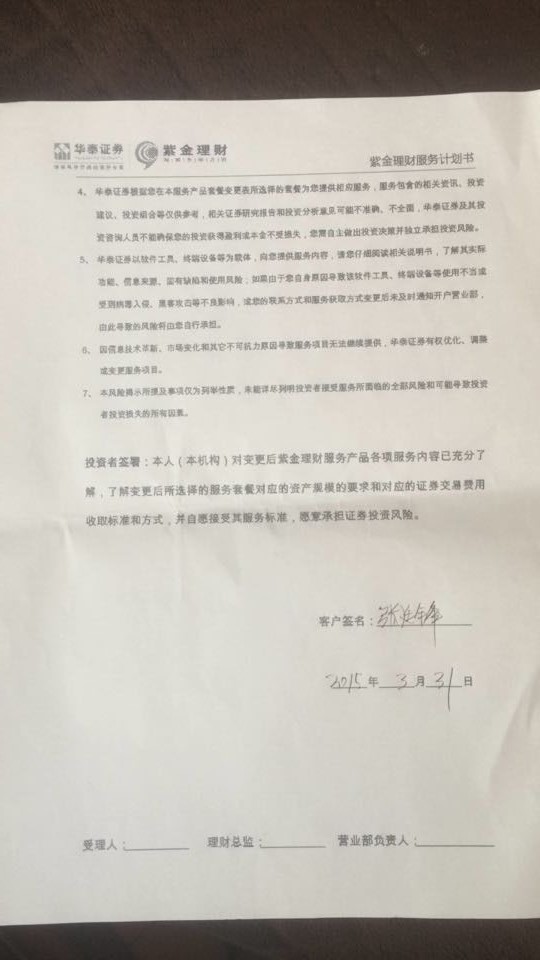 华泰证券
紫金理财
紫金理财服务计划书
4、华泰证券根据您在本服务产品套餐变更表所选择的套餐为您提供相应服务，服务包含的相关资讯、投资
建议、投资组合等仅供参考，相关证券研究报告和投资分析意见可能不准确、不全面，华泰证券及其投
资咨询人员不能确保您的投资获得盈利或本金不受损失，您需自主做出投资决策并独立承担投资风险。
5、华泰证券以软件工具、终端设备等为载体，向您提供服务内容，请您仔细阅读相关说明书，了解其实际
功能、信息来源、固有缺陷和使用风险；如果由于您自身原因导致该软件工具、终端设备等使用不当或
受到病毒入侵、黑客攻击等不良影响，或您的联系方式和服务获取方式变更后未及时通知开户营业部，
由此导致的风险将由您自行承担。
6、因信息技术革新、市场变化和其它不可抗力原因导致服务项目无法继续提供，华泰证券有权优化、调整
或变更服务项目。
7、本风险揭示所提及事项仅为列举性质，未能详尽列明投资者接受服务所面临的全部风险和可能导致投资
者投资损失的所有因素。
投资者签署：本人（本机构）对变更后紫金理财服务产品各项服务内容已充分了
解，了解变更后所选择的服务套餐对应的资产规模的要求和对应的证券交易费用
收取标准和方式，并自愿接受其服务标准，愿意承担证券投资风险。
客户签名：
2015年 3月31日
受理人：
理财总监：
营业部负责人：